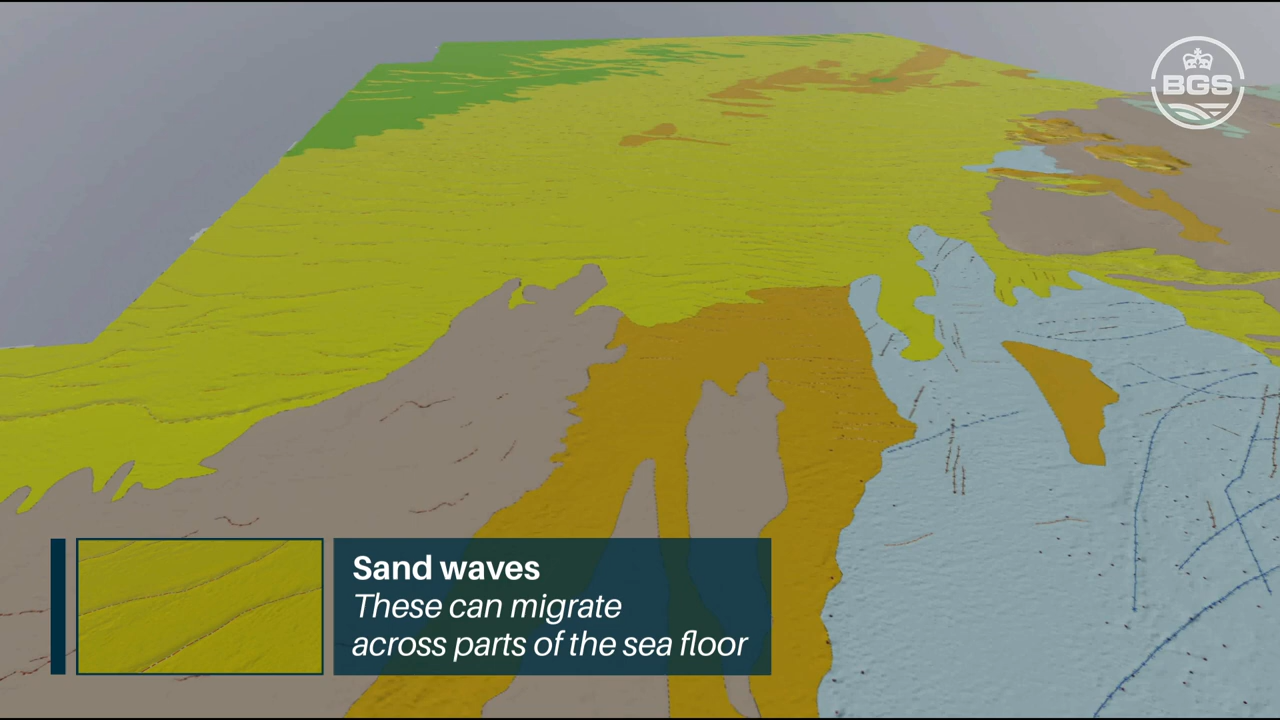 BGS
Sand waves
These can migrate
across parts of the sea floor